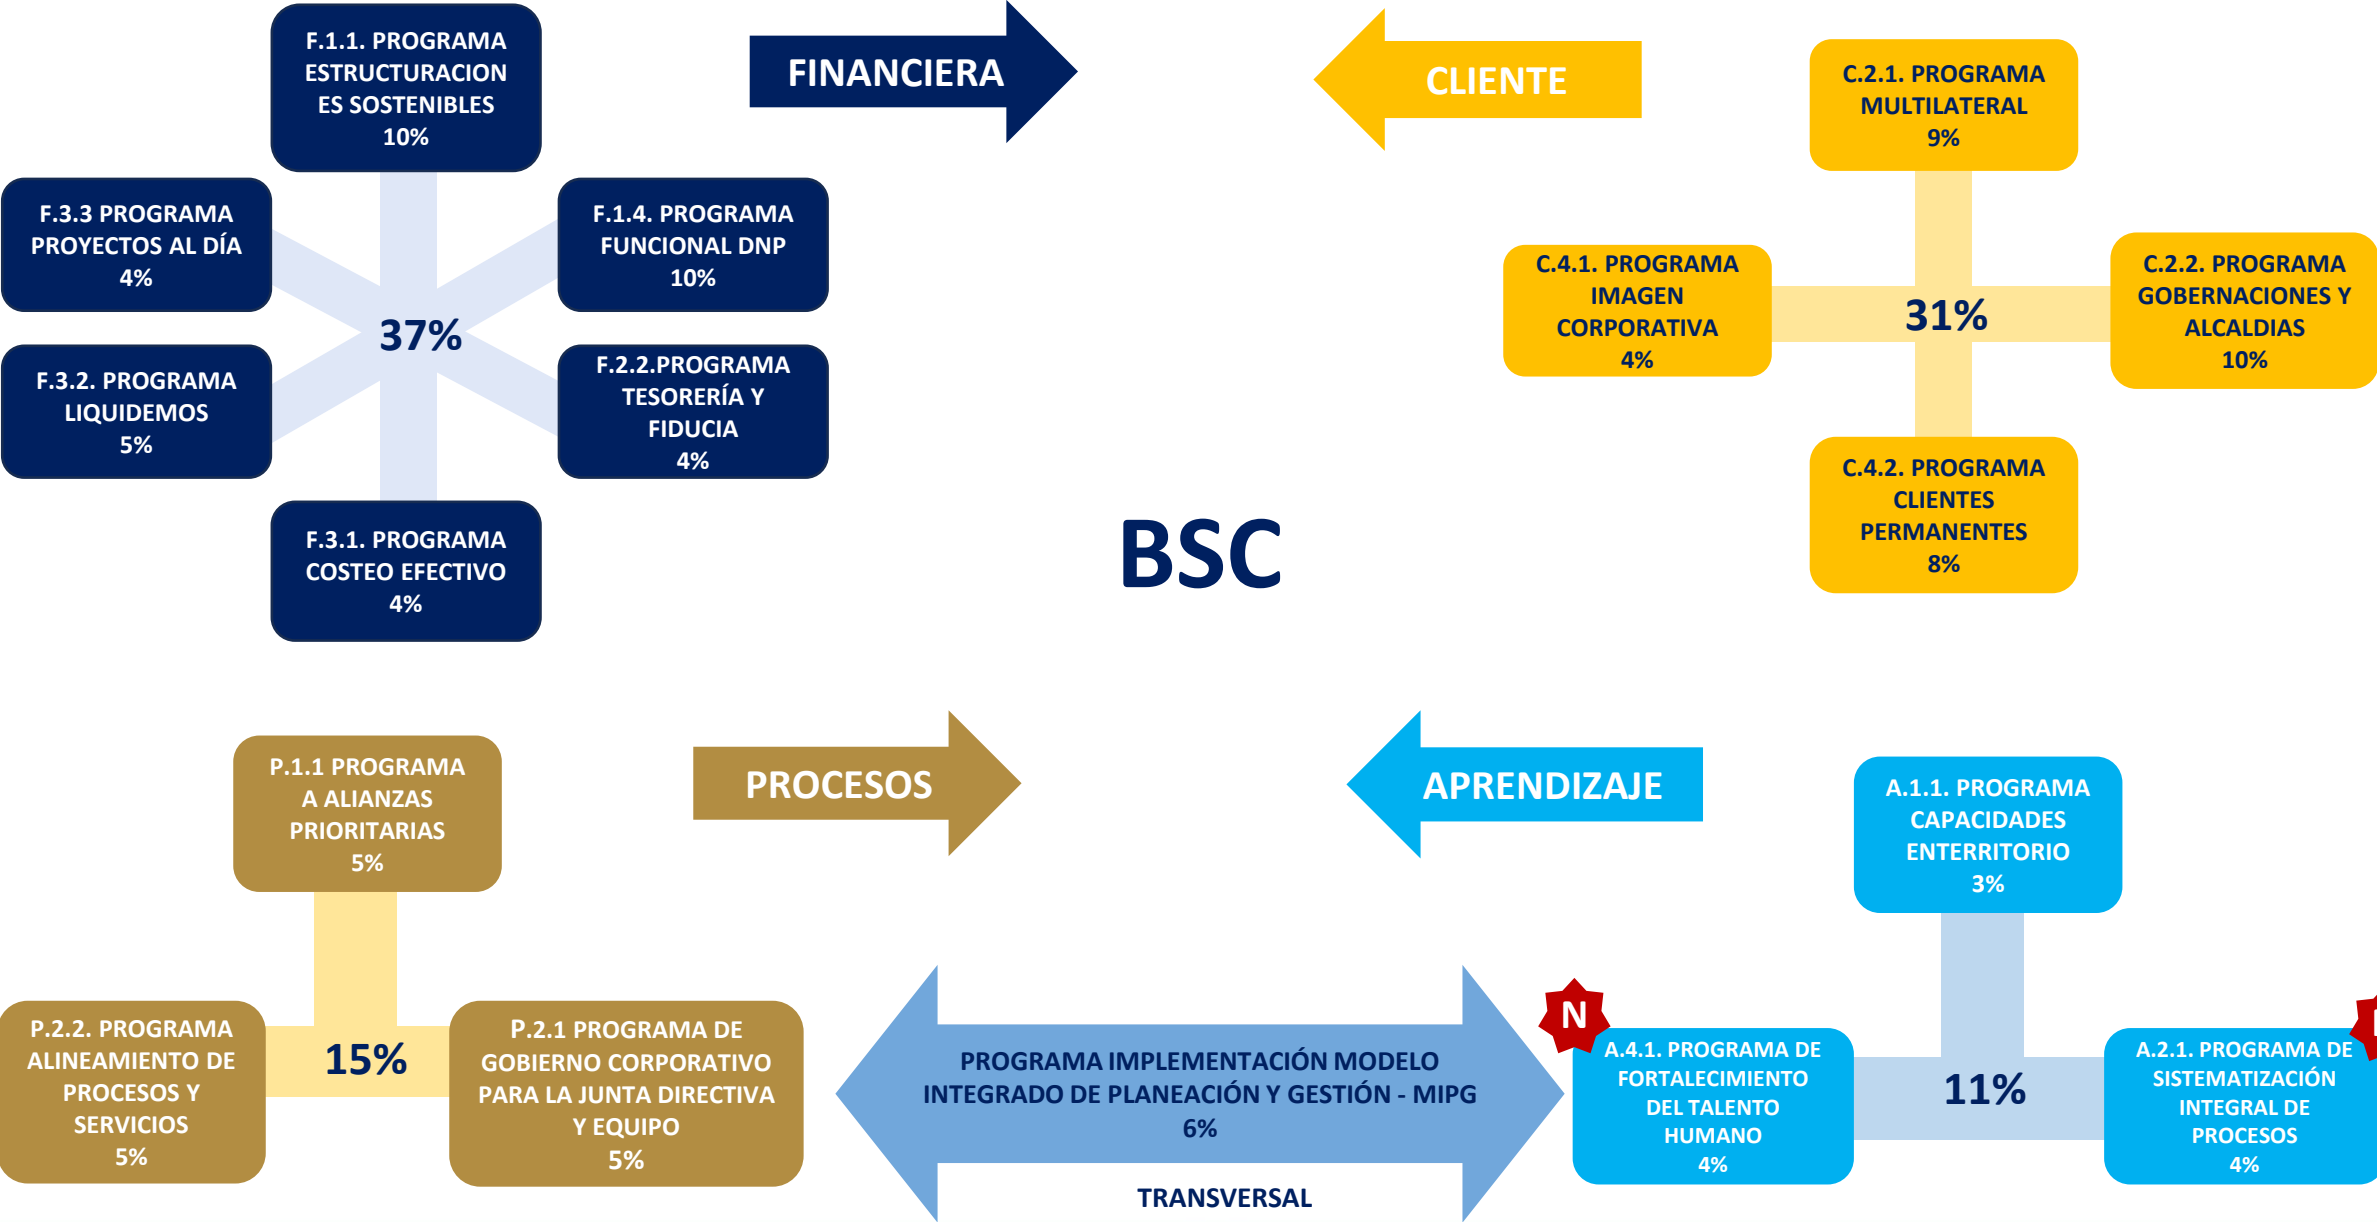 F.1.1. PROGRAMA
ESTRUCTURACION
ES SOSTENIBLES
10%
FINANCIERA
CLIENTE
C.2.1. PROGRAMA
MULTILATERAL
9%
F.3.3 PROGRAMA
PROYECTOS AL DÍA
4%
F.1.4. PROGRAMA
FUNCIONAL DNP
10%
37%
F.3.2. PROGRAMA
LIQUIDEMOS
5%
F.2.2.PROGRAMA
TESORERÍA Y
FIDUCIA
4%
F.3.1. PROGRAMA
COSTEO EFECTIVO
4%
C.4.1. PROGRAMA
IMAGEN
CORPORATIVA
4%
31%
C.2.2. PROGRAMA
GOBERNACIONES Y
ALCALDIAS
10%
C.4.2. PROGRAMA
CLIENTES
PERMANENTES
8%
BSC
P.1.1 PROGRAMA
A ALIANZAS
PRIORITARIAS
5%
PROCESOS
APRENDIZAJE
A.1.1. PROGRAMA
CAPACIDADES
ENTERRITORIO
3%
P.2.2. PROGRAMA
ALINEAMIENTO DE
PROCESOS Y
SERVICIOS
5%
15%
P.2.1 PROGRAMA DE
GOBIERNO CORPORATIVO
PARA LA JUNTA DIRECTIVA
Y EQUIPO
5%
PROGRAMA IMPLEMENTACIÓN MODELO
INTEGRADO DE PLANEACIÓN Y GESTIÓN - MIPG
6%
TRANSVERSAL
N
A.4.1. PROGRAMA DE
FORTALECIMIENTO
DEL TALENTO
HUMANO
4%
11%
A.2.1. PROGRAMA DE
SISTEMATIZACIÓN
INTEGRAL DE
PROCESOS
4%